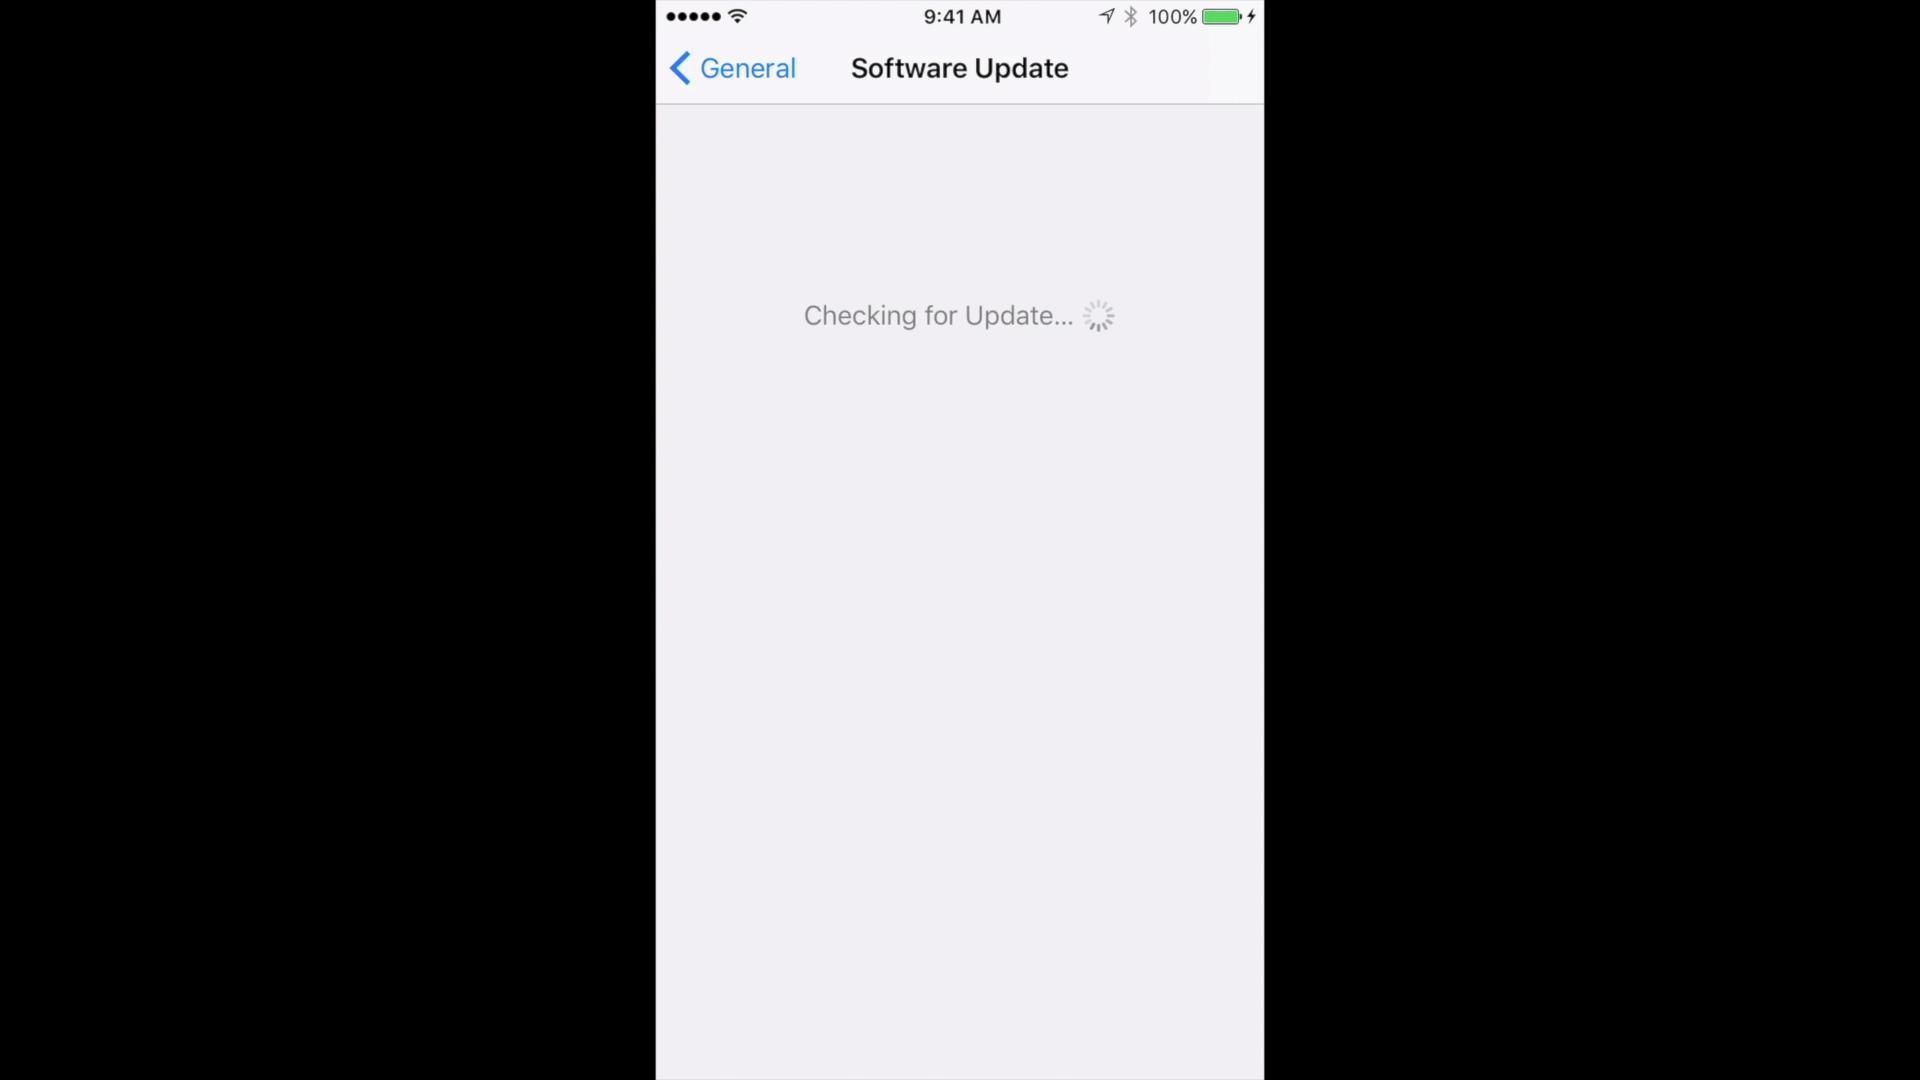 9:41 AM
100%
General
Software Update
Checking for Update...